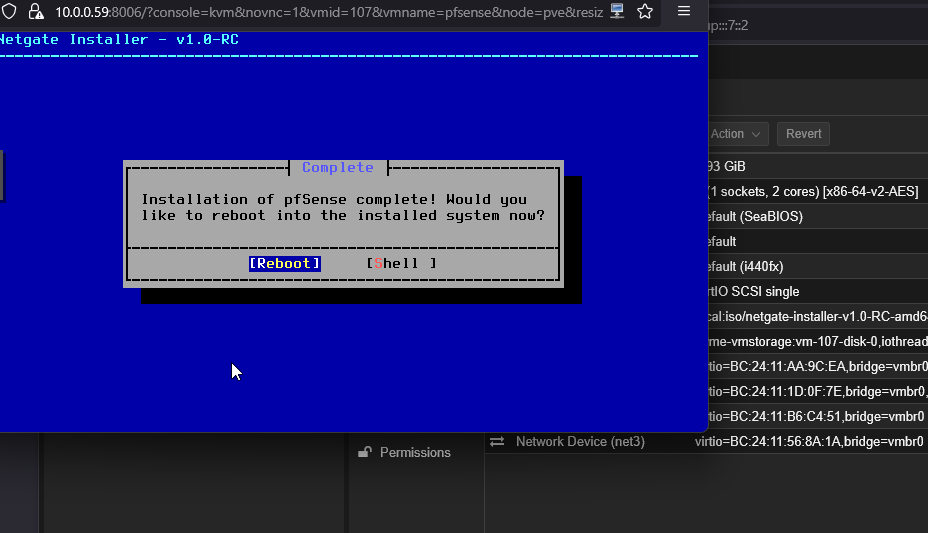 10.0.0.59:8006/?console=kvm&novnc=1&vmid=107&vmname=pfsense&node=pve&resiz
up:::7::2
Netgate Installer - v1.0-RC
Complete
Installation of pfSense complete! Would you
like to reboot into the installed system now?
[Reboot] [Shell ]
Action
Revert
93 GiB
(1 sockets, 2 cores) [x86-64-v2-AES]
efault (SeaBIOS)
efault
efault (i440fx)
rtIO SCSI single
cal:iso/netgate-installer-v1.0-RC-amd6
me-vmstorage:vm-107-disk-0,iothread
tio=BC:24:11:AA:9C:EA,bridge=vmbr0
tio=BC:24:11:1D:0F:7E,bridge=vmbr0,
tio=BC:24:11:B6:C4:51,bridge=vmbr0
Network Device (net3) virtio=BC:24:11:56:8A:1A,bridge=vmbr0
Permissions